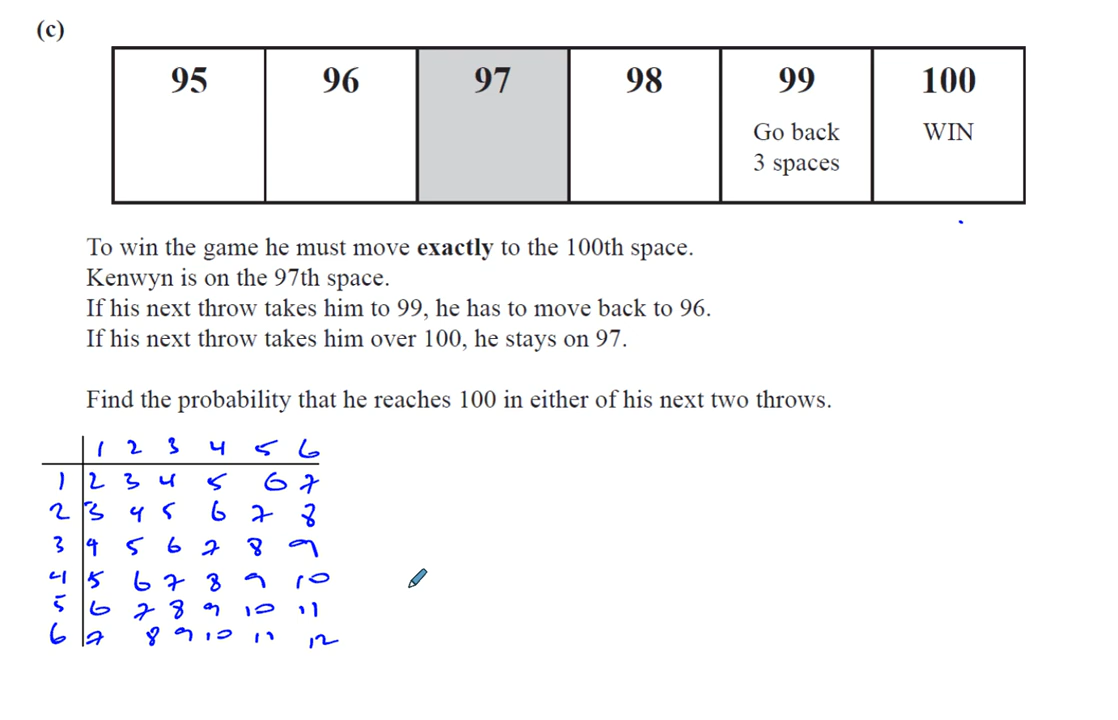 (c)
95 96 97 98 99 100
Go back WIN
3 spaces
To win the game he must move exactly to the 100th space.
Kenwyn is on the 97th space.
If his next throw takes him to 99, he has to move back to 96.
If his next throw takes him over 100, he stays on 97.
Find the probability that he reaches 100 in either of his next two throws.
1 2 3 4 5 6
1 2 3 4 5 6 7
2 3 4 5 6 7 8
3 4 5 6 7 8 9
4 5 6 7 8 9 10
5 6 7 8 9 10 11
6 7 8 9 10 11 12